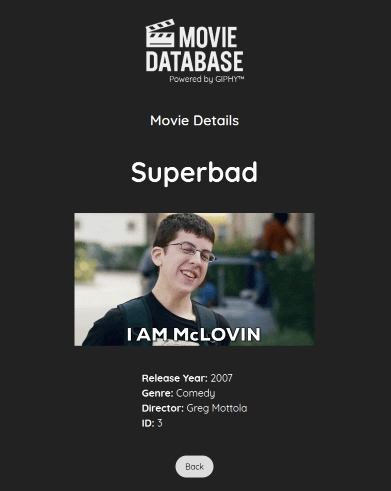 MOVIE
DATABASE
Powered by GIPHY™
Movie Details
Superbad
I AM McLOVIN
Release Year: 2007
Genre: Comedy
Director: Greg Mottola
ID: 3
Back